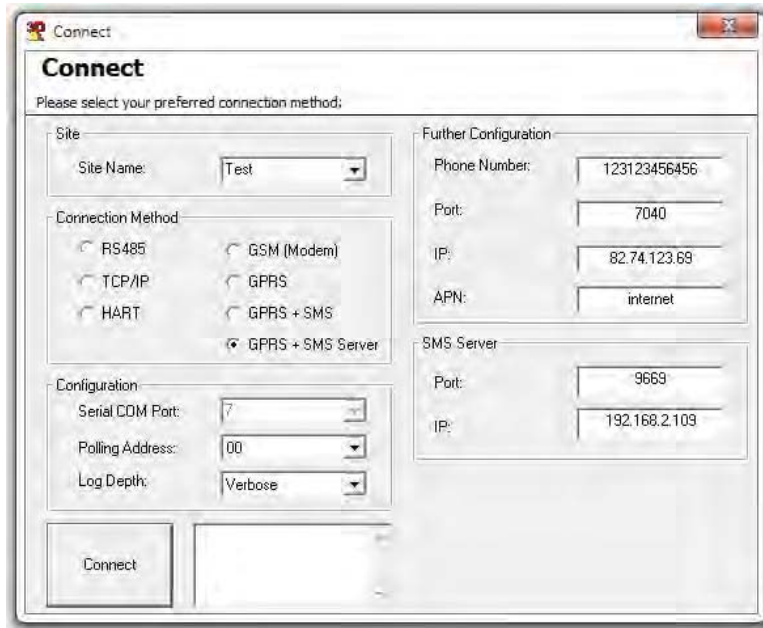 Connect
Connect
Please select your preferred connection method:
Site
Site Name: Test
Connection Method
RS485 GSM (Modem)
TCP/IP GPRS
HART GPRS + SMS
GPRS + SMS Server
Configuration
Serial COM Port: 7
Polling Address: 00
Log Depth: Verbose
Connect
Further Configuration
Phone Number: 123123456456
Port: 7040
IP: 82.74.123.69
APN: internet
SMS Server
Port: 9669
IP: 192.168.2.109